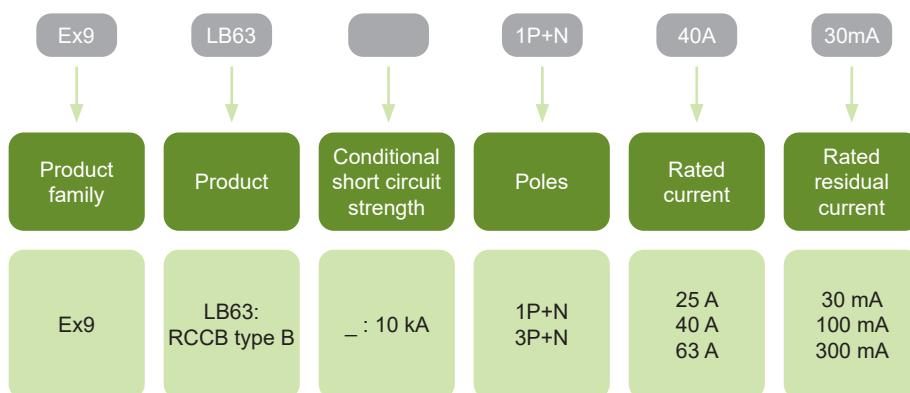 Ex9
LB63
1P+N
40A
30mA
Product
family
Product
Conditional
short circuit
strength
Poles
Rated
current
Rated
residual
current
Ex9
LB63:
RCCB type B
_ : 10 kA
1P+N
3P+N
25 A
40 A
63 A
30 mA
100 mA
300 mA